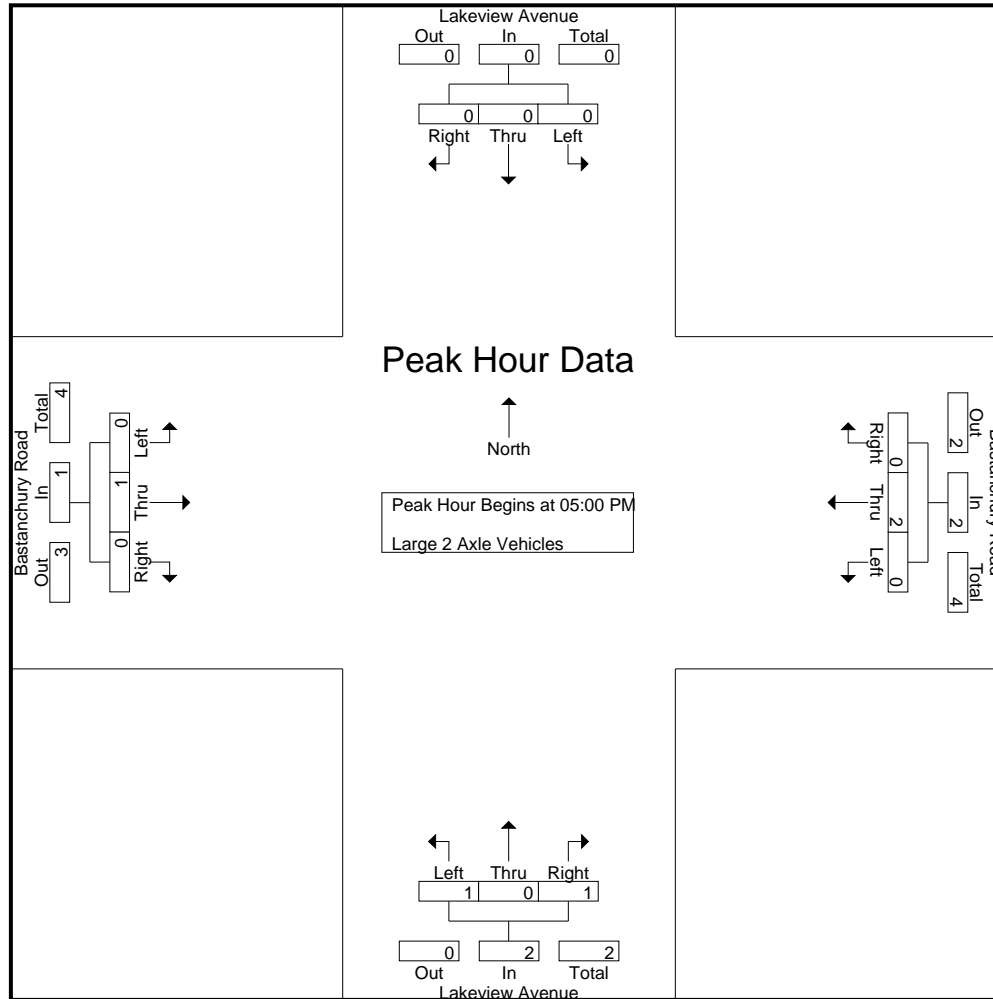 Lakeview Avenue
Out In Total
0 0 0
0 0 0
Right Thru Left
Peak Hour Data
North
Peak Hour Begins at 05:00 PM
Large 2 Axle Vehicles
Bastanchury Road
Out In Total
3 1 4
0 1 0
Left Thru Right
Right Thru Left
0 2 0
Out In Total
2 2 4
Bastanchury Road
Left Thru Right
1 0 1
0 2 2
Out In Total
Lakeview Avenue